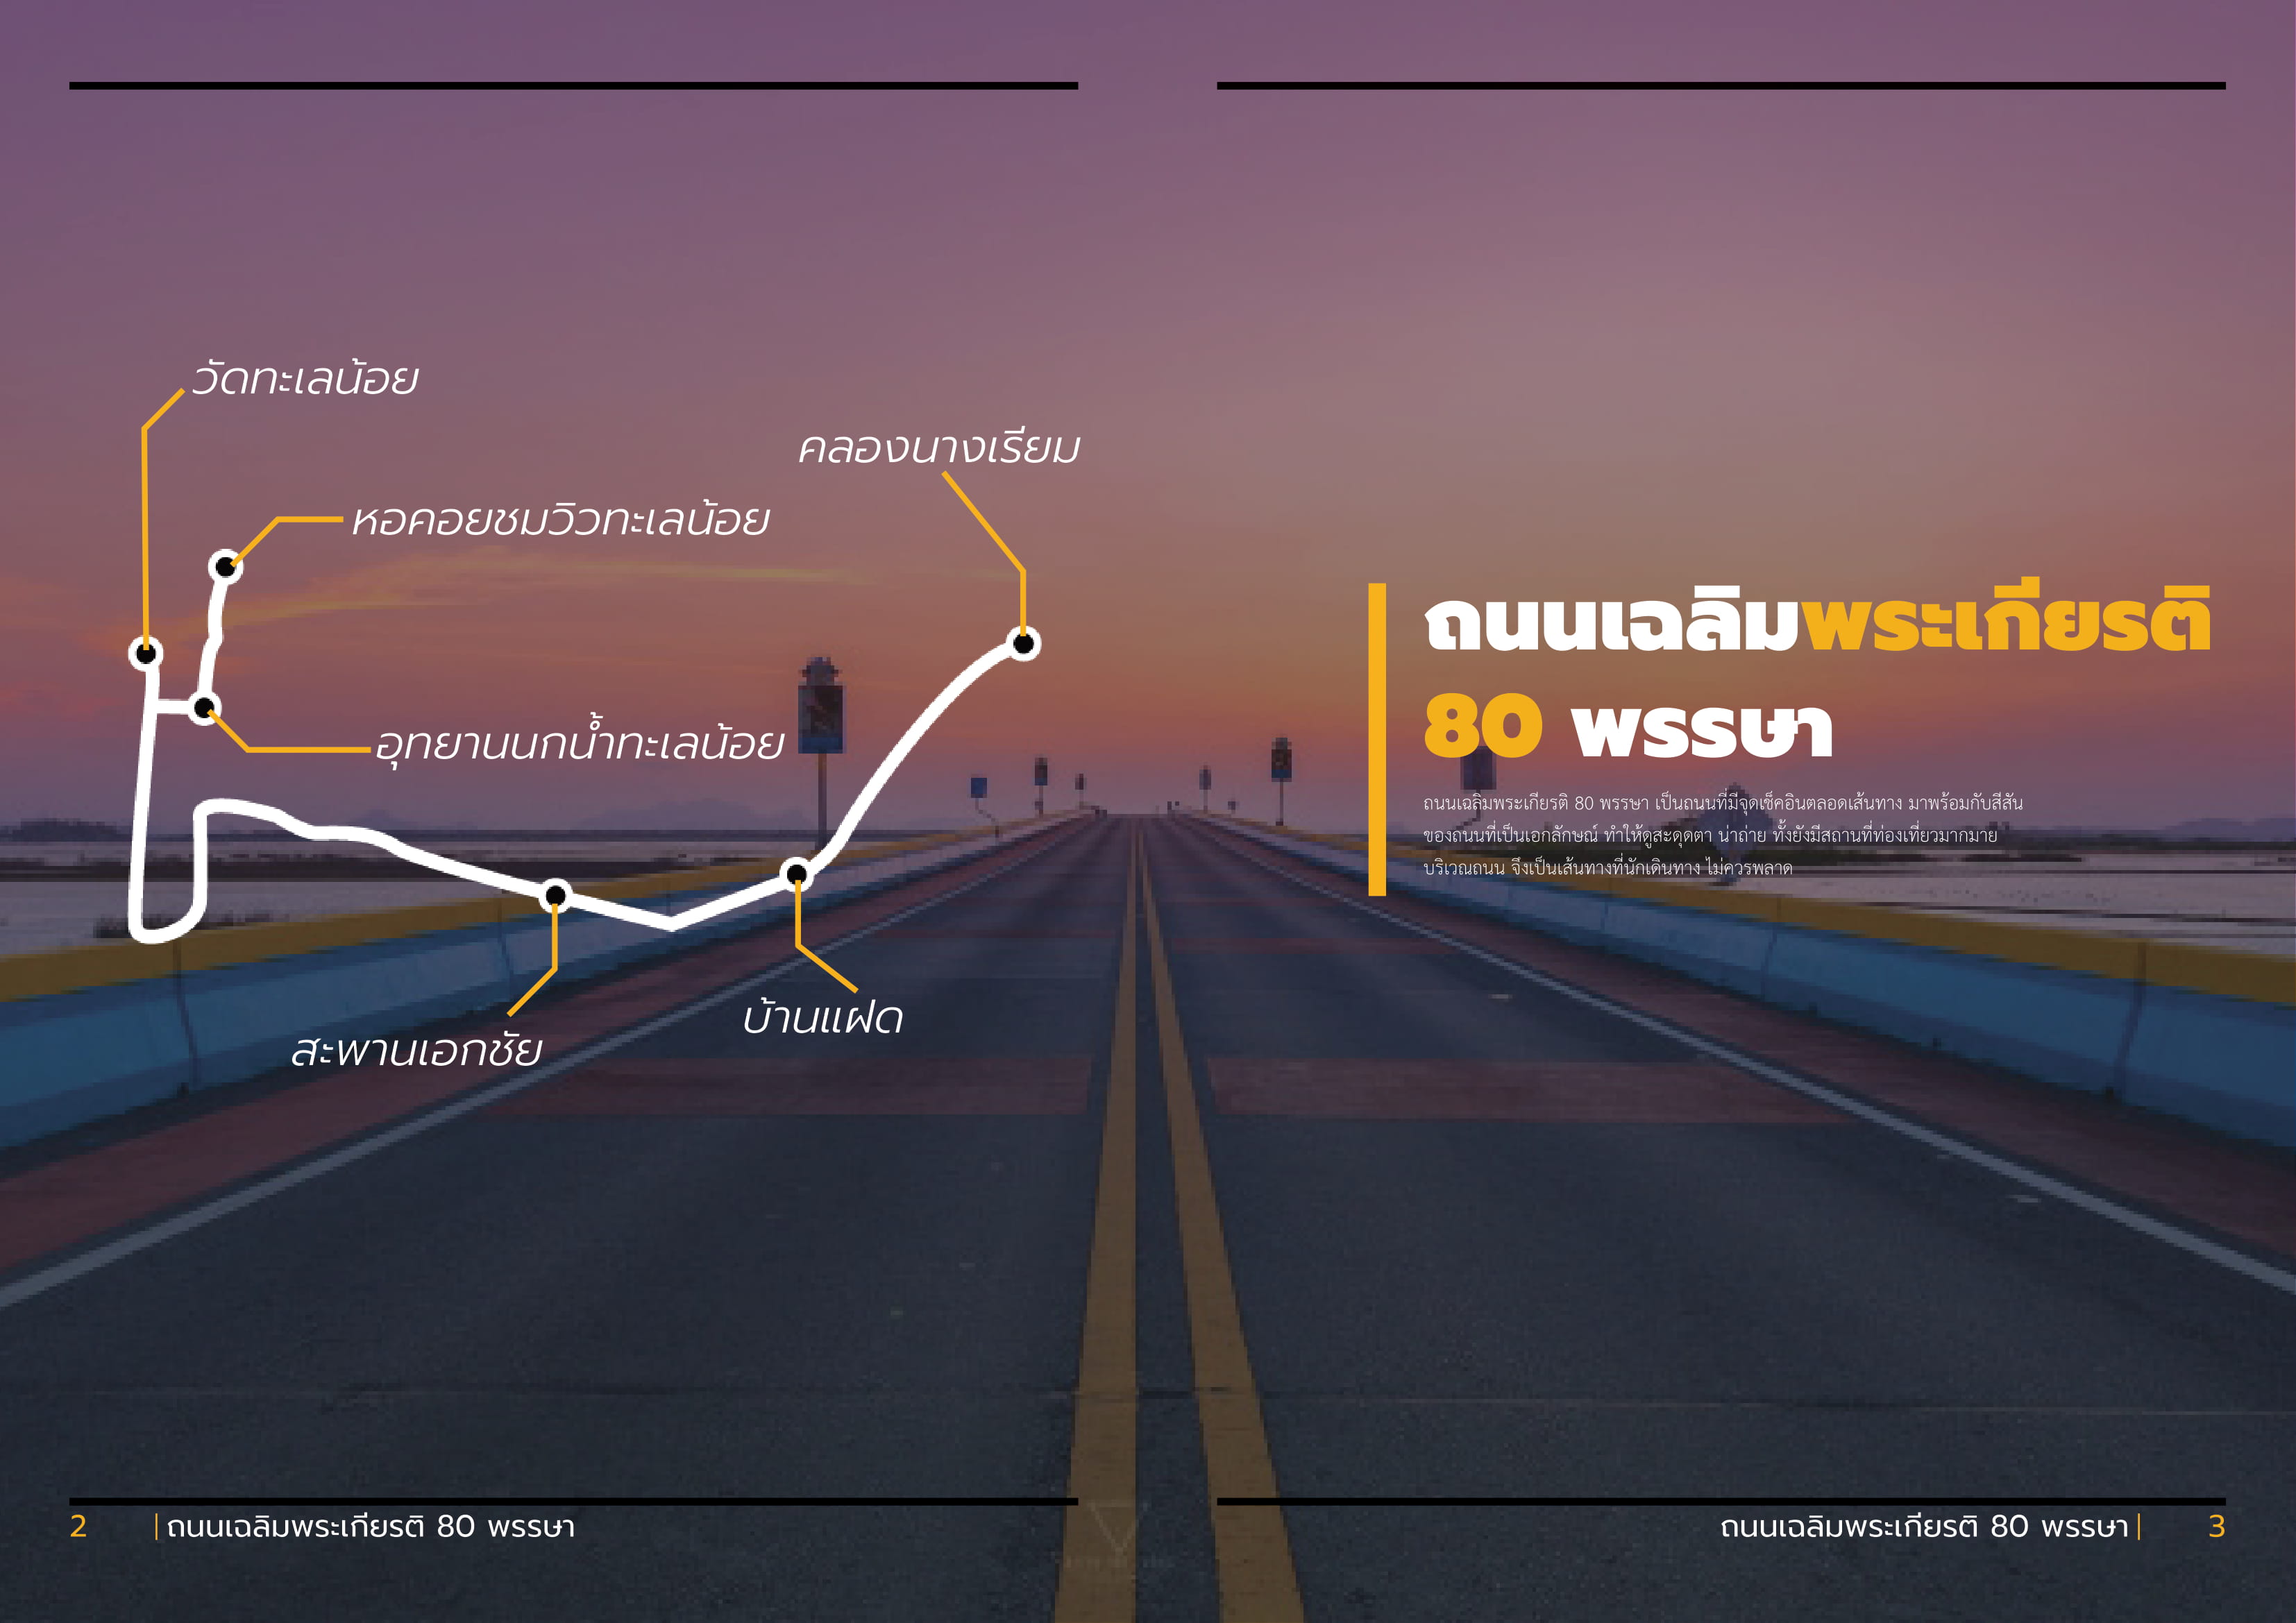 วัดทะเลน้อย
คลองนางเรียม
หอคอยชมวิวทะเลน้อย
อุทยานนกน้ำทะเลน้อย
บ้านแฝด
สะพานเอกชัย
2 | ถนนเฉลิมพระเกียรติ 80 พรรษา
ถนนเฉลิมพระเกียรติ
80 พรรษา
ถนนเฉลิมพระเกียรติ 80 พรรษา เป็นถนนที่มีจุดเช็คอินตลอดเส้นทาง มาพร้อมกับสีสัน
ของถนนที่เป็นเอกลักษณ์ ทำให้ดูสะดุดตา น่าถ่าย ทั้งยังมีสถานที่ท่องเที่ยวมากมาย
บริเวณถนน จึงเป็นเส้นทางที่นักเดินทาง ไม่ควรพลาด
ถนนเฉลิมพระเกียรติ 80 พรรษา | 3